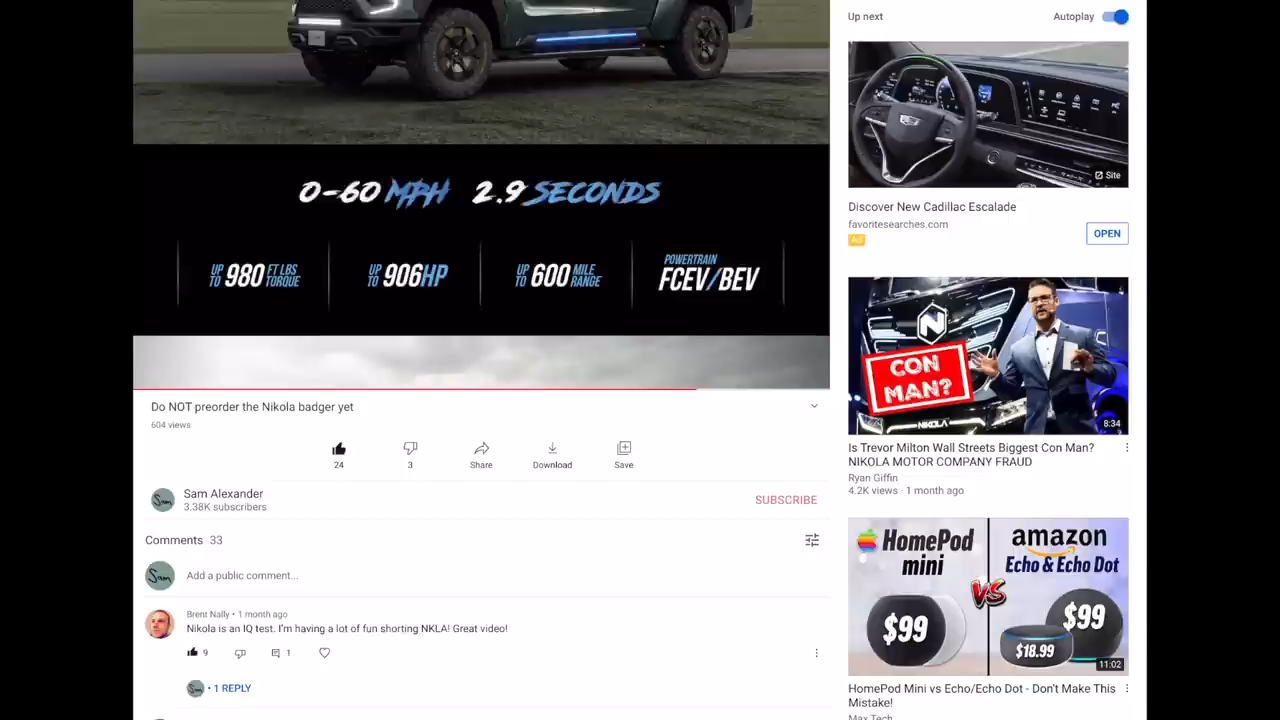 0-60 MPH 2.9 SECONDS
UP TO 980 FT LBS TORQUE
UP TO 906HP
UP TO 600 MILE RANGE
POWERTRAIN
FCEV/BEV
Do NOT preorder the Nikola badger yet
604 views
24
3
Share
Download
Save
Sam Alexander
3.38K subscribers
SUBSCRIBE
Comments 33
Sam
Add a public comment...
Brent Nally • 1 month ago
Nikola is an IQ test. I'm having a lot of fun shorting NKLA! Great video!
9
1
• 1 REPLY
Up next
Autoplay
Site
Discover New Cadillac Escalade
favoritesearches.com
Ad
OPEN
N
CON
MAN?
NIKOLA
8:34
Is Trevor Milton Wall Streets Biggest Con Man?
NIKOLA MOTOR COMPANY FRAUD
Ryan Giffin
4.2K views · 1 month ago
HomePod
mini
VS
amazon
Echo & Echo Dot
$99
$99
$18.99
11:02
HomePod Mini vs Echo/Echo Dot - Don't Make This
Mistake!
Max Tech